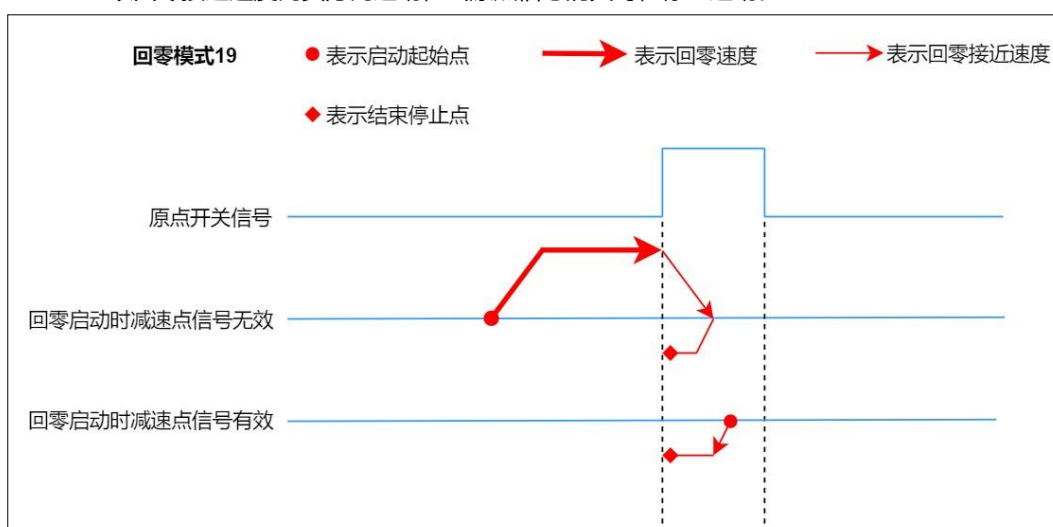 回零模式19
表示启动起始点
表示回零速度
表示回零接近速度
表示结束停止点
原点开关信号
回零启动时减速点信号无效
回零启动时减速点信号有效